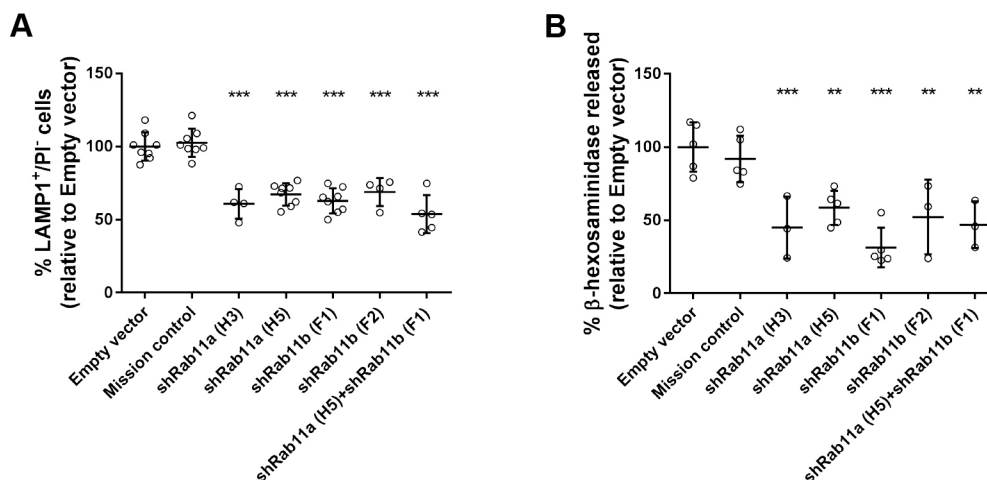 A
% LAMP1⁺/PI⁻ cells
(relative to Empty vector)
150
100
50
0
*** *** *** *** ***
Empty vector
Mission control
shRab11a (H3)
shRab11a (H5)
shRab11b (F1)
shRab11b (F2)
shRab11a (H5)+shRab11b (F1)
B
% β-hexosaminidase released
(relative to Empty vector)
150
100
50
0
*** ** *** ** **
Empty vector
Mission control
shRab11a (H3)
shRab11a (H5)
shRab11b (F1)
shRab11b (F2)
shRab11a (H5)+shRab11b (F1)